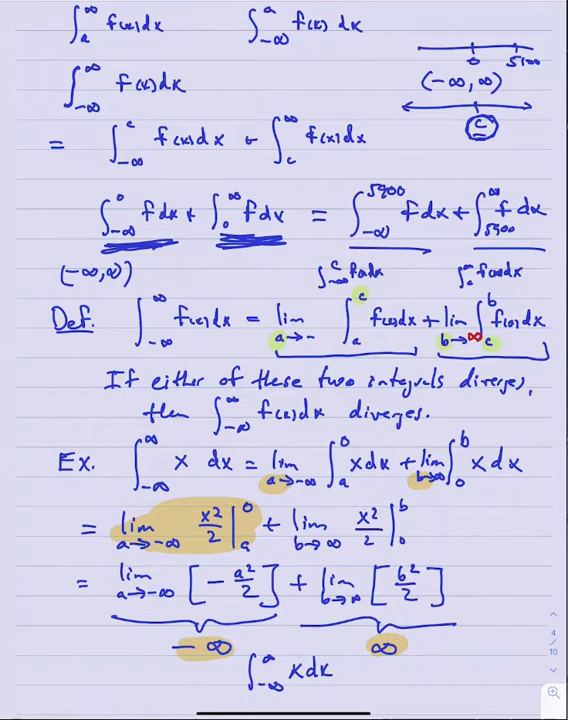 ∫_a^∞ f(x)dx   ∫_{-∞}^a f(x) dx
0   5900
∫_{-∞}^∞ f(x)dx   (-∞, ∞)
= ∫_{-∞}^c f(x)dx + ∫_c^∞ f(x)dx   c
∫_{-∞}^0 f dx + ∫_0^∞ f dx = ∫_{-∞}^{5900} f dx + ∫_{5900}^∞ f dx
(-∞, ∞)   ∫_{-∞}^c f(x)dx   ∫_c^∞ f(x)dx
Def. ∫_{-∞}^∞ f(x)dx = lim_{a→-} ∫_a^c f(x)dx + lim_{b→∞} ∫_c^b f(x)dx
If either of these two integrals diverges,
then ∫_{-∞}^∞ f(x)dx diverges.
Ex. ∫_{-∞}^∞ x dx = lim_{a→-∞} ∫_a^0 x dx + lim_{b→∞} ∫_0^b x dx
= lim_{a→-∞} x²/2 |_a^0 + lim_{b→∞} x²/2 |_0^b
= lim_{a→-∞} [-a²/2] + lim_{b→∞} [b²/2]
-∞   ∞
∫_{-∞}^a x dx
4
/
10